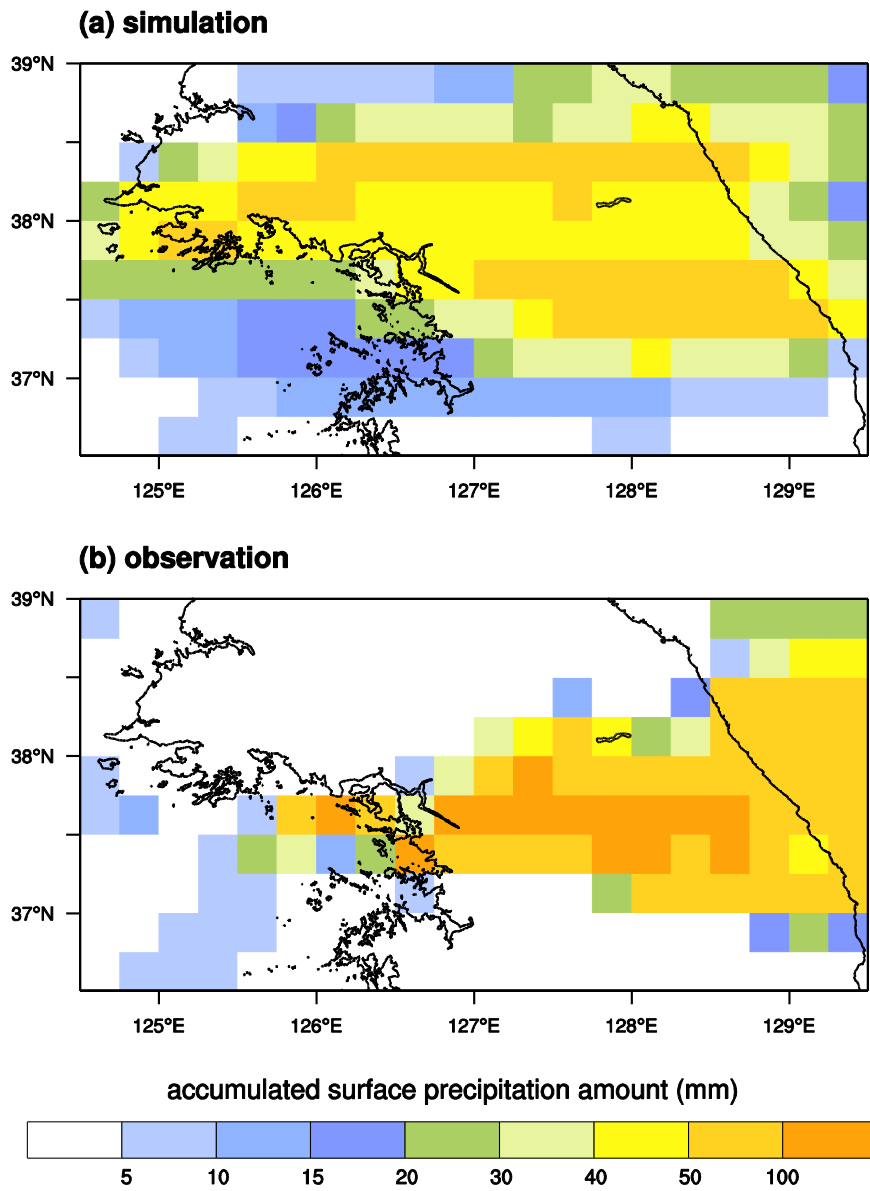 (a) simulation
39°N
38°N
37°N
125°E 126°E 127°E 128°E 129°E
(b) observation
39°N
38°N
37°N
125°E 126°E 127°E 128°E 129°E
accumulated surface precipitation amount (mm)
5 10 15 20 30 40 50 100